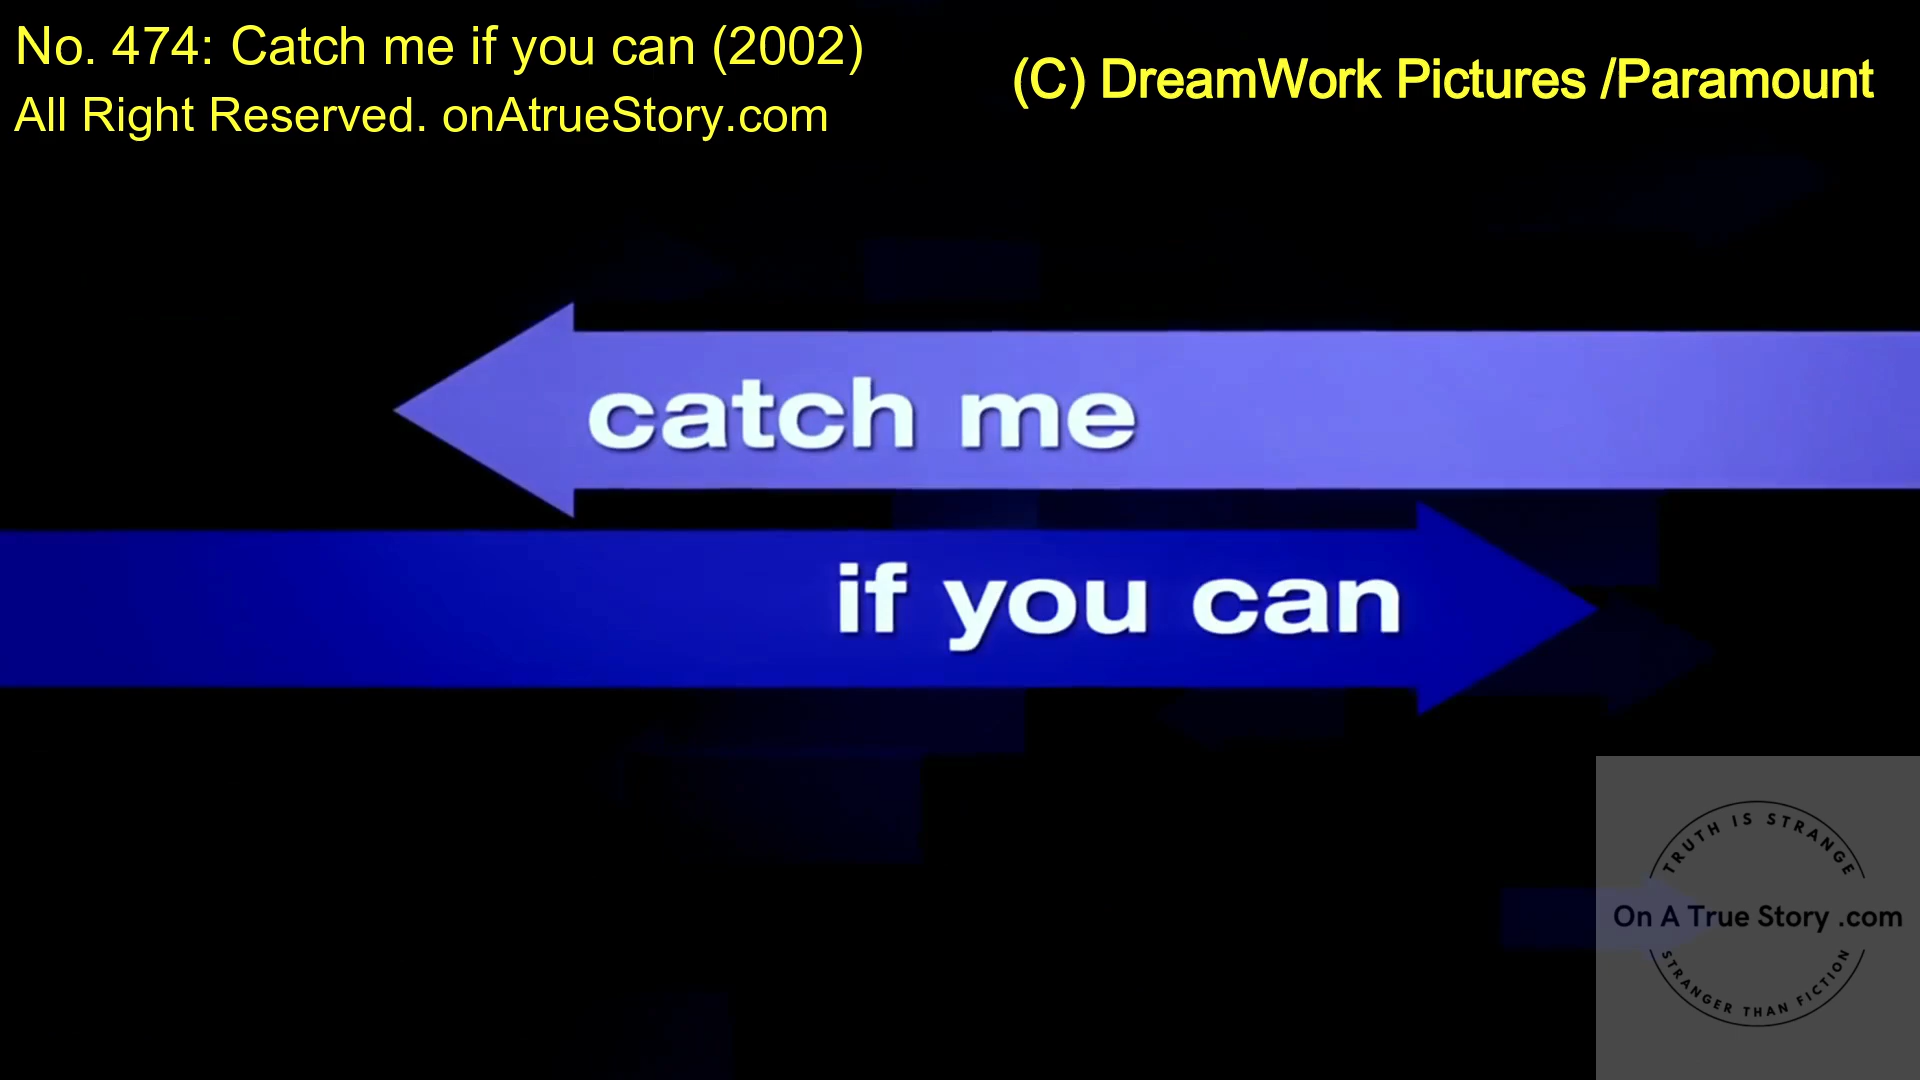 No. 474: Catch me if you can (2002)
All Right Reserved. onAtrueStory.com
(C) DreamWork Pictures /Paramount
catch me
if you can
TRUTH IS STRANGE
On A True Story .com
STRANGER THAN FICTION